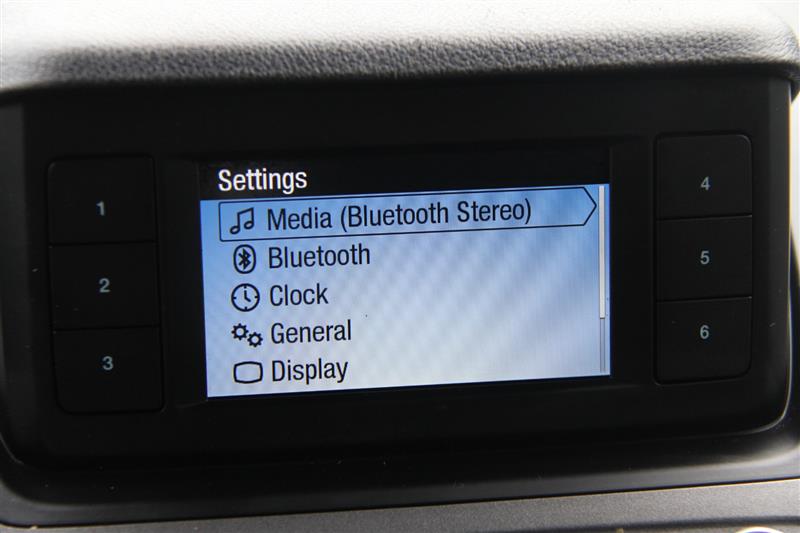 Settings
Media (Bluetooth Stereo)
Bluetooth
Clock
General
Display
1
2
3
4
5
6